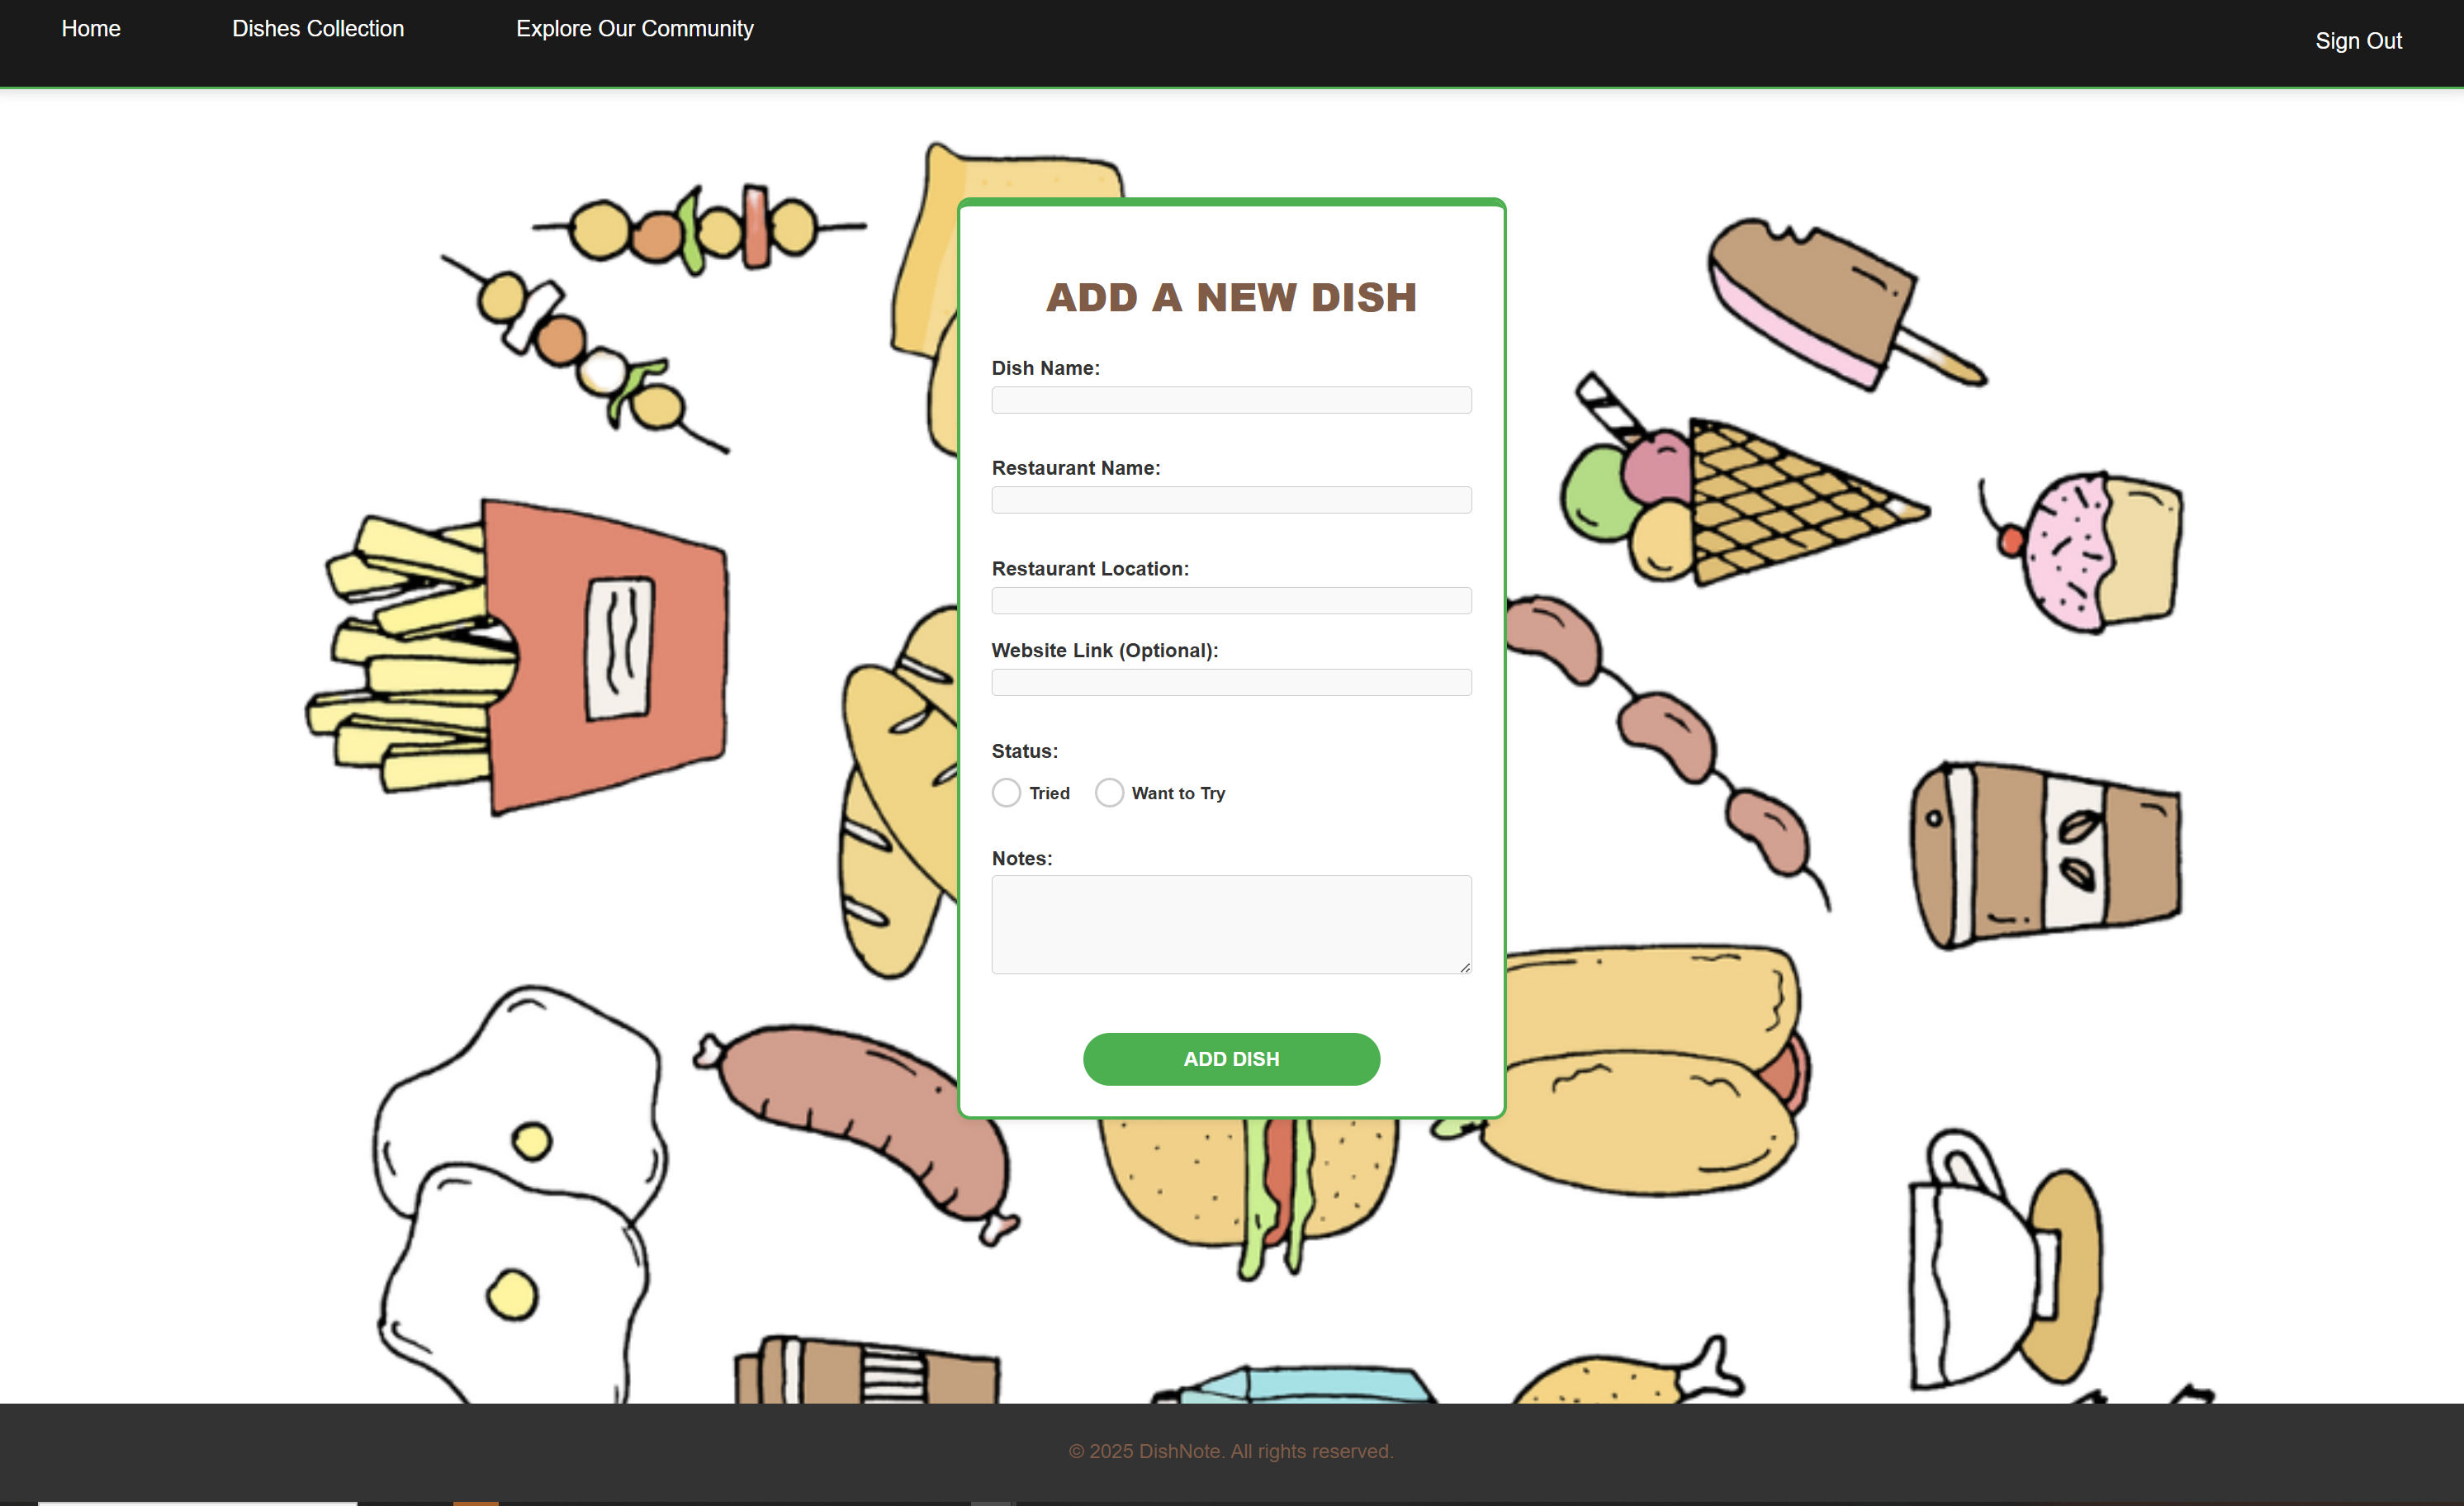 Home
Dishes Collection
Explore Our Community
Sign Out
ADD A NEW DISH
Dish Name:
Restaurant Name:
Restaurant Location:
Website Link (Optional):
Status:
Tried
Want to Try
Notes:
ADD DISH
© 2025 DishNote. All rights reserved.